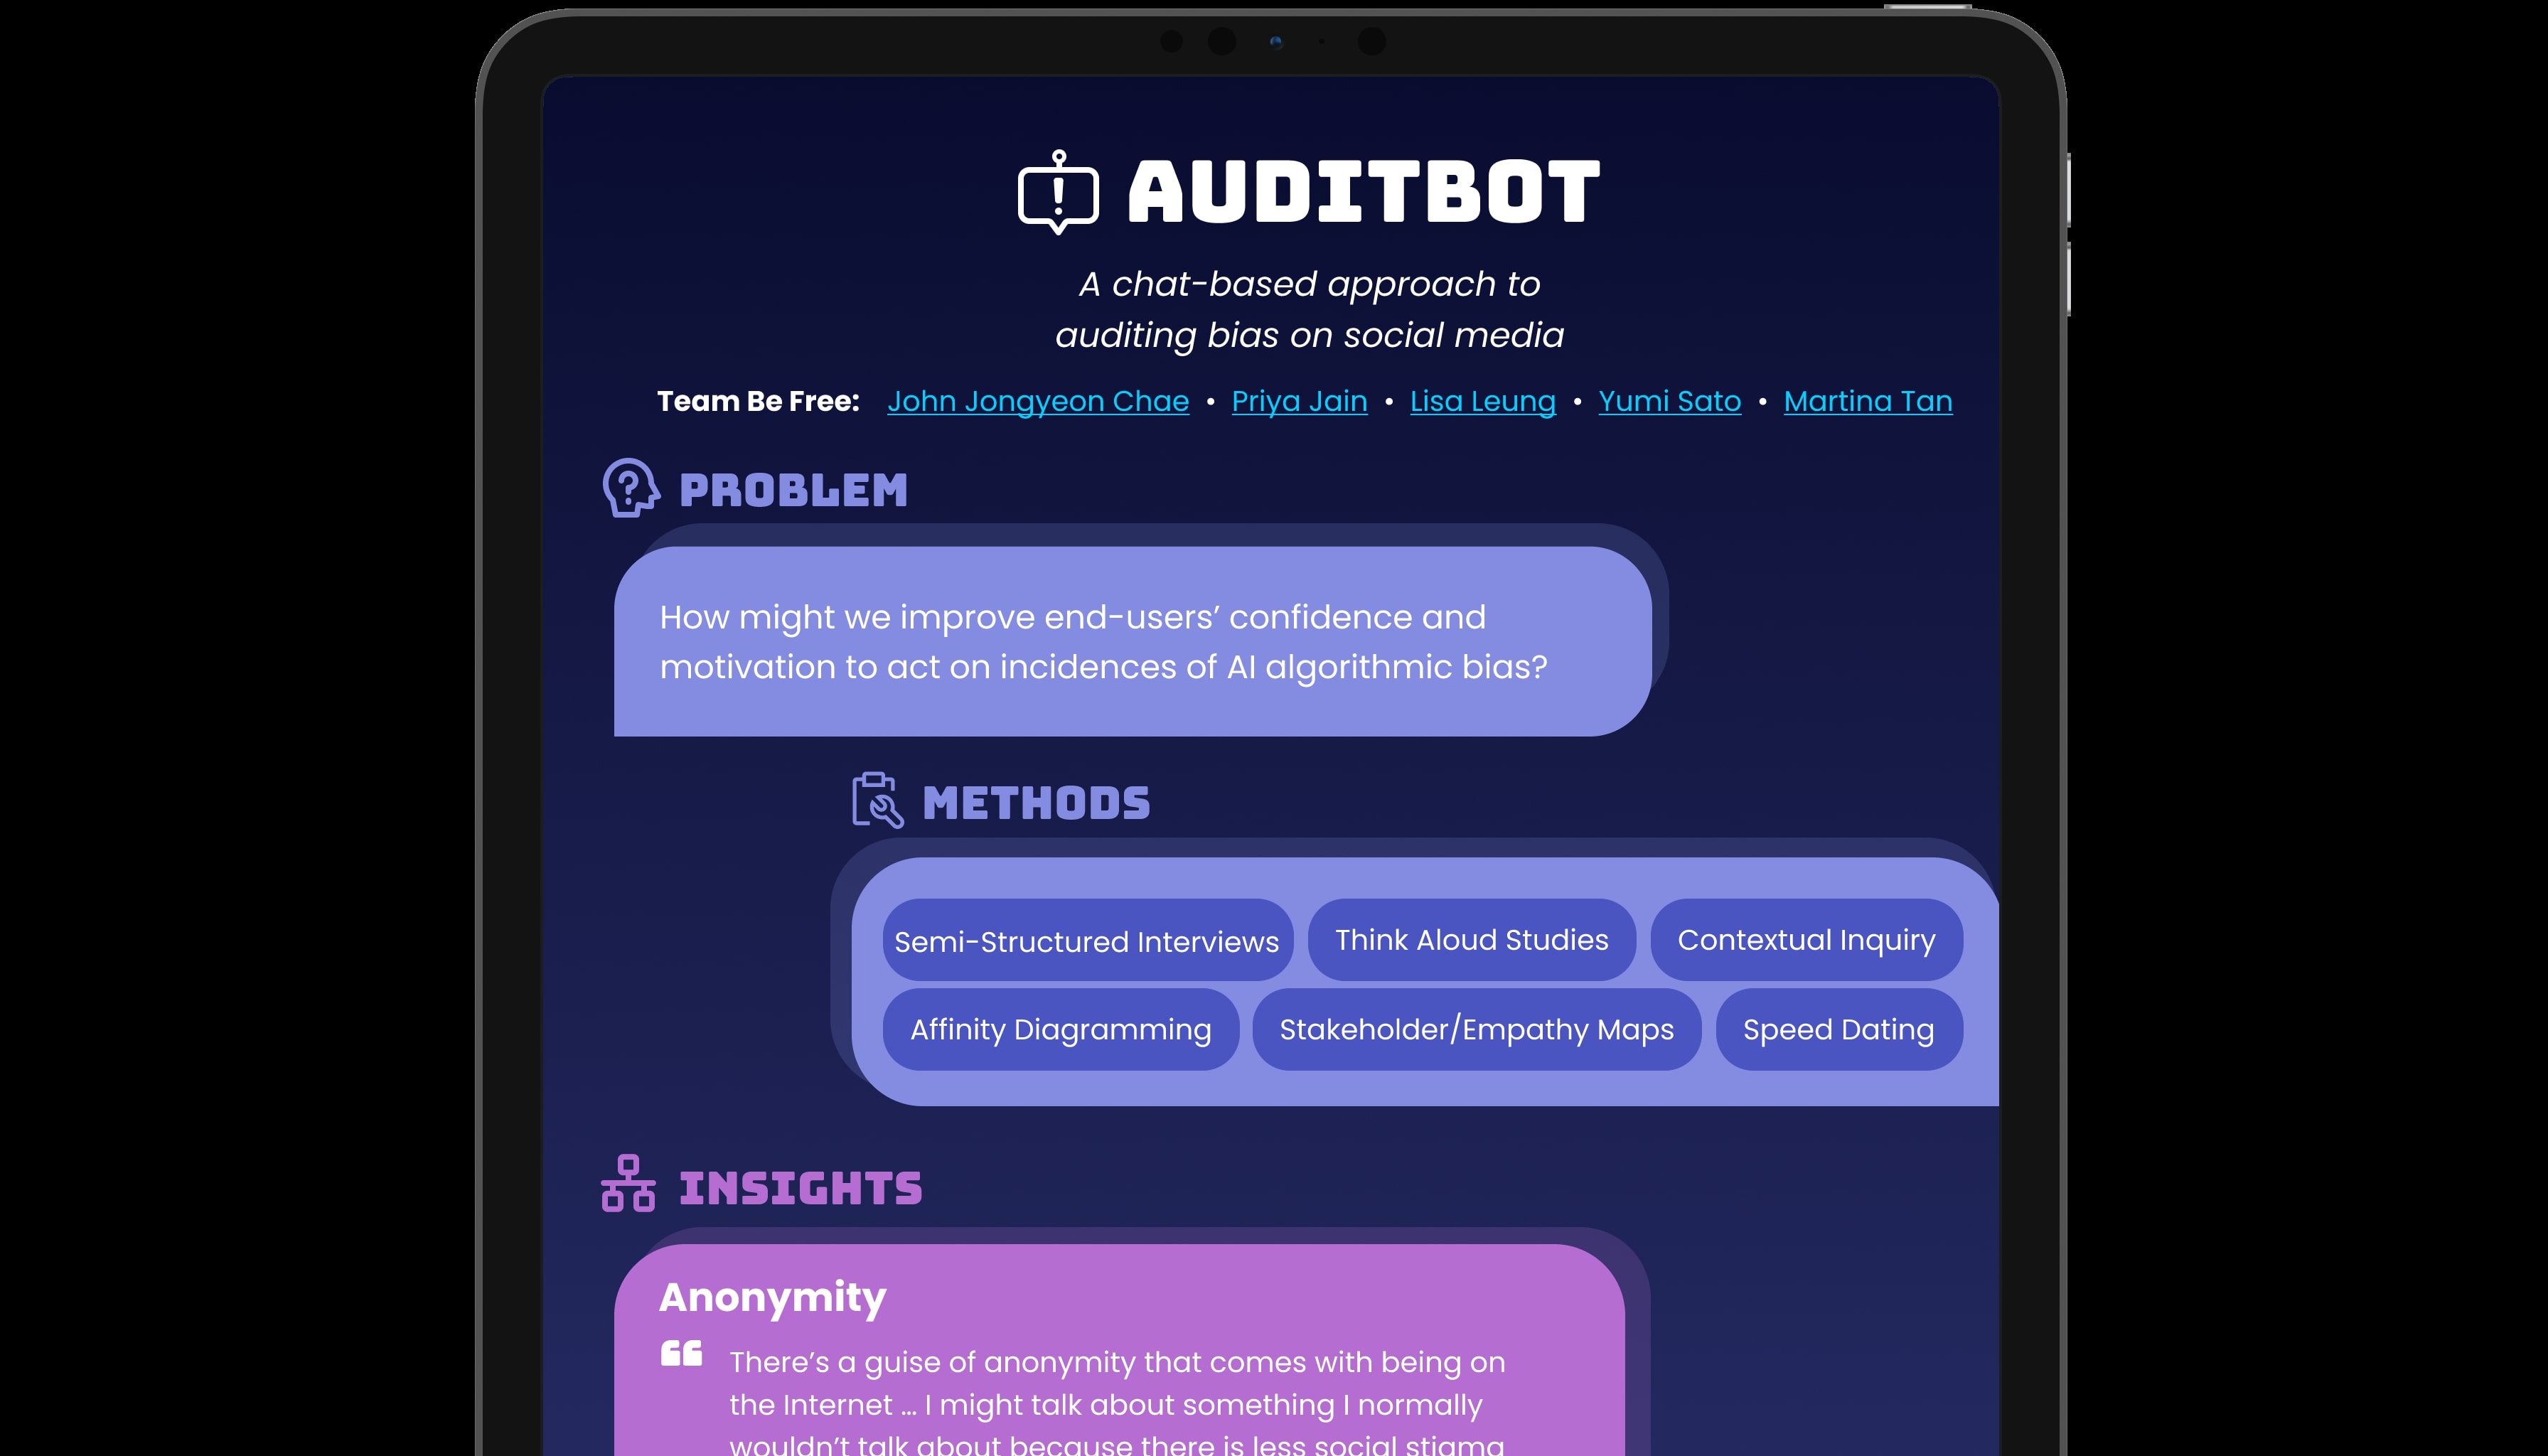 AUDITBOT
A chat-based approach to
auditing bias on social media
Team Be Free: John Jongyeon Chae • Priya Jain • Lisa Leung • Yumi Sato • Martina Tan
PROBLEM
How might we improve end-users’ confidence and
motivation to act on incidences of AI algorithmic bias?
METHODS
Semi-Structured Interviews Think Aloud Studies Contextual Inquiry
Affinity Diagramming Stakeholder/Empathy Maps Speed Dating
INSIGHTS
Anonymity
“ There’s a guise of anonymity that comes with being on
the Internet ... I might talk about something I normally
wouldn’t talk about because there is less social stigma